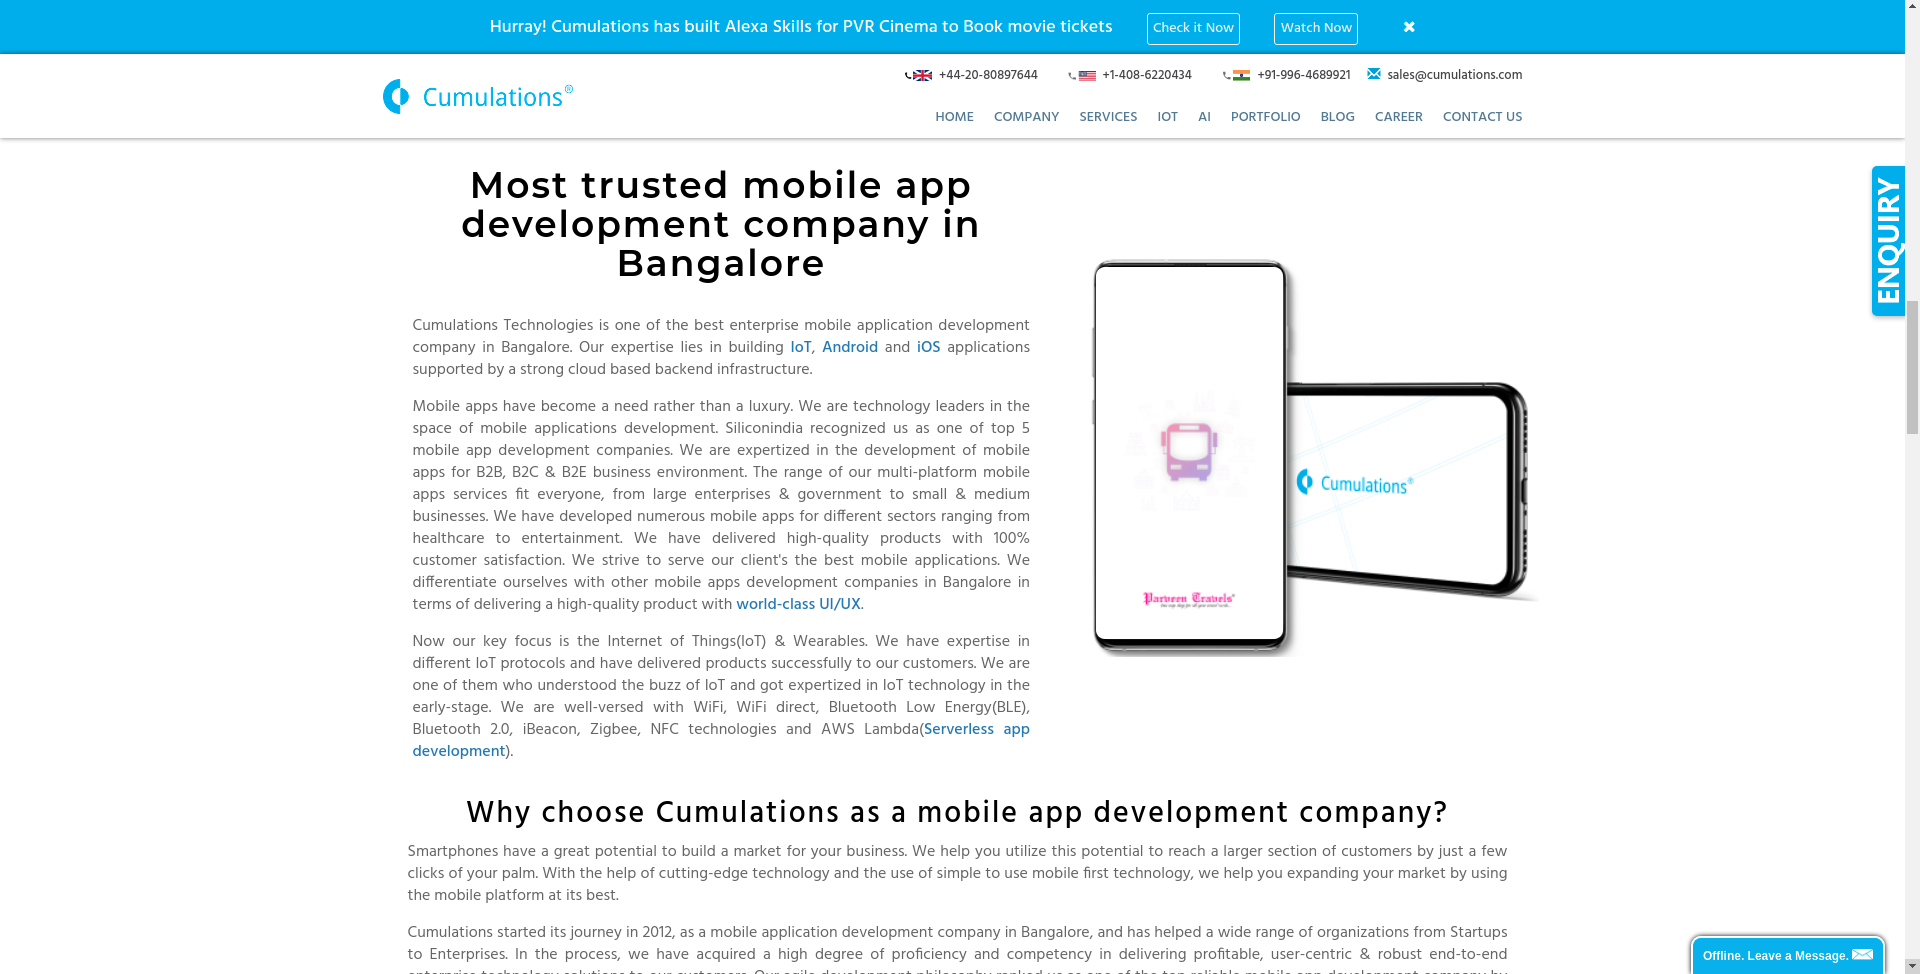 Hurray! Cumulations has built Alexa Skills for PVR Cinema to Book movie tickets
Check it Now
Watch Now
✖
Cumulations®
+44-20-80897644
+1-408-6220434
+91-996-4689921
sales@cumulations.com
HOME COMPANY SERVICES IOT AI PORTFOLIO BLOG CAREER CONTACT US
ENQUIRY
Most trusted mobile app
development company in
Bangalore
Cumulations Technologies is one of the best enterprise mobile application development
company in Bangalore. Our expertise lies in building IoT, Android and iOS applications
supported by a strong cloud based backend infrastructure.
Mobile apps have become a need rather than a luxury. We are technology leaders in the
space of mobile applications development. Siliconindia recognized us as one of top 5
mobile app development companies. We are expertized in the development of mobile
apps for B2B, B2C & B2E business environment. The range of our multi-platform mobile
apps services fit everyone, from large enterprises & government to small & medium
businesses. We have developed numerous mobile apps for different sectors ranging from
healthcare to entertainment. We have delivered high-quality products with 100%
customer satisfaction. We strive to serve our client's the best mobile applications. We
differentiate ourselves with other mobile apps development companies in Bangalore in
terms of delivering a high-quality product with world-class UI/UX.
Now our key focus is the Internet of Things(IoT) & Wearables. We have expertise in
different IoT protocols and have delivered products successfully to our customers. We are
one of them who understood the buzz of IoT and got expertized in IoT technology in the
early-stage. We are well-versed with WiFi, WiFi direct, Bluetooth Low Energy(BLE),
Bluetooth 2.0, iBeacon, Zigbee, NFC technologies and AWS Lambda(Serverless app
development).
Cumulations®
Parveen Travels
Why choose Cumulations as a mobile app development company?
Smartphones have a great potential to build a market for your business. We help you utilize this potential to reach a larger section of customers by just a few
clicks of your palm. With the help of cutting-edge technology and the use of simple to use mobile first technology, we help you expanding your market by using
the mobile platform at its best.
Cumulations started its journey in 2012, as a mobile application development company in Bangalore, and has helped a wide range of organizations from Startups
to Enterprises. In the process, we have acquired a high degree of proficiency and competency in delivering profitable, user-centric & robust end-to-end
Offline. Leave a Message.